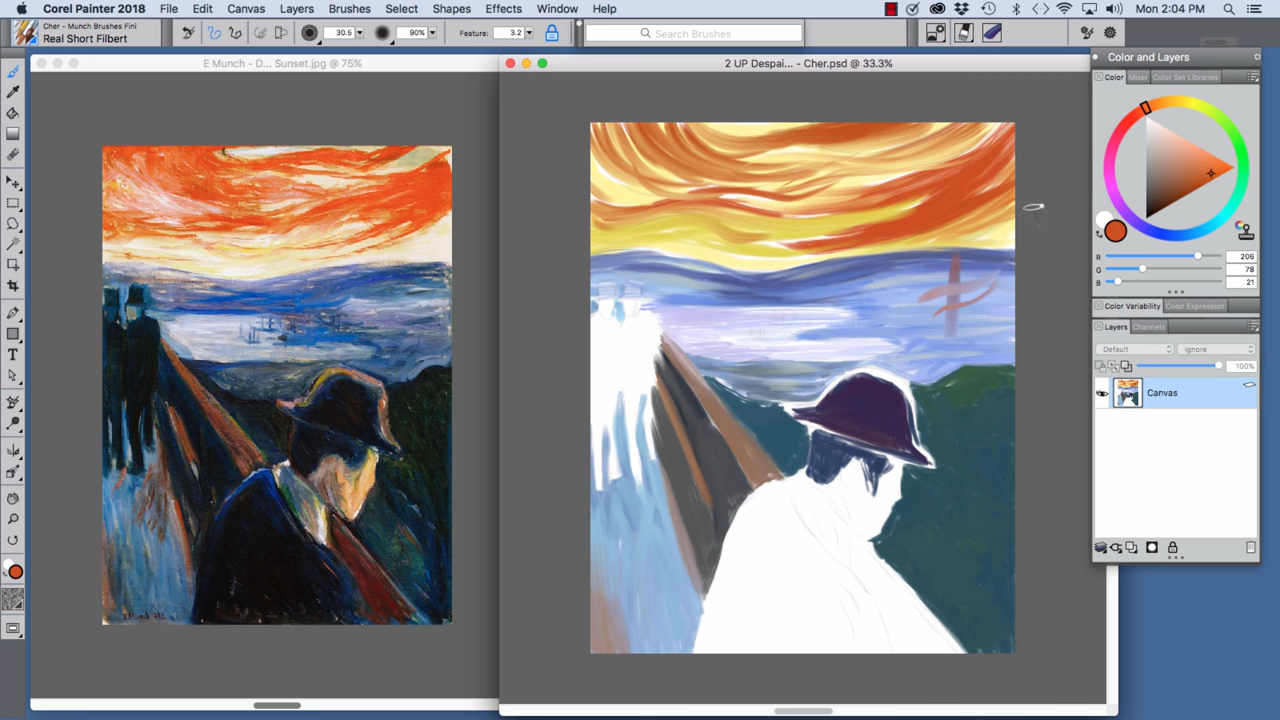 Corel Painter 2018 File Edit Canvas Layers Brushes Select Shapes Effects Window Help Mon 2:04 PM
Cher - Munch Brushes Fini
Real Short Filbert
30.5
90%
Feature: 3.2
Search Brushes
E Munch - D... Sunset.jpg @ 75%
2 UP Despai... - Cher.psd @ 33.3%
Color and Layers
Color Mixer Color Set Libraries
R 206
G 78
B 21
Color Variability Color Expression
Layers Channels
Default Ignore
100%
Canvas